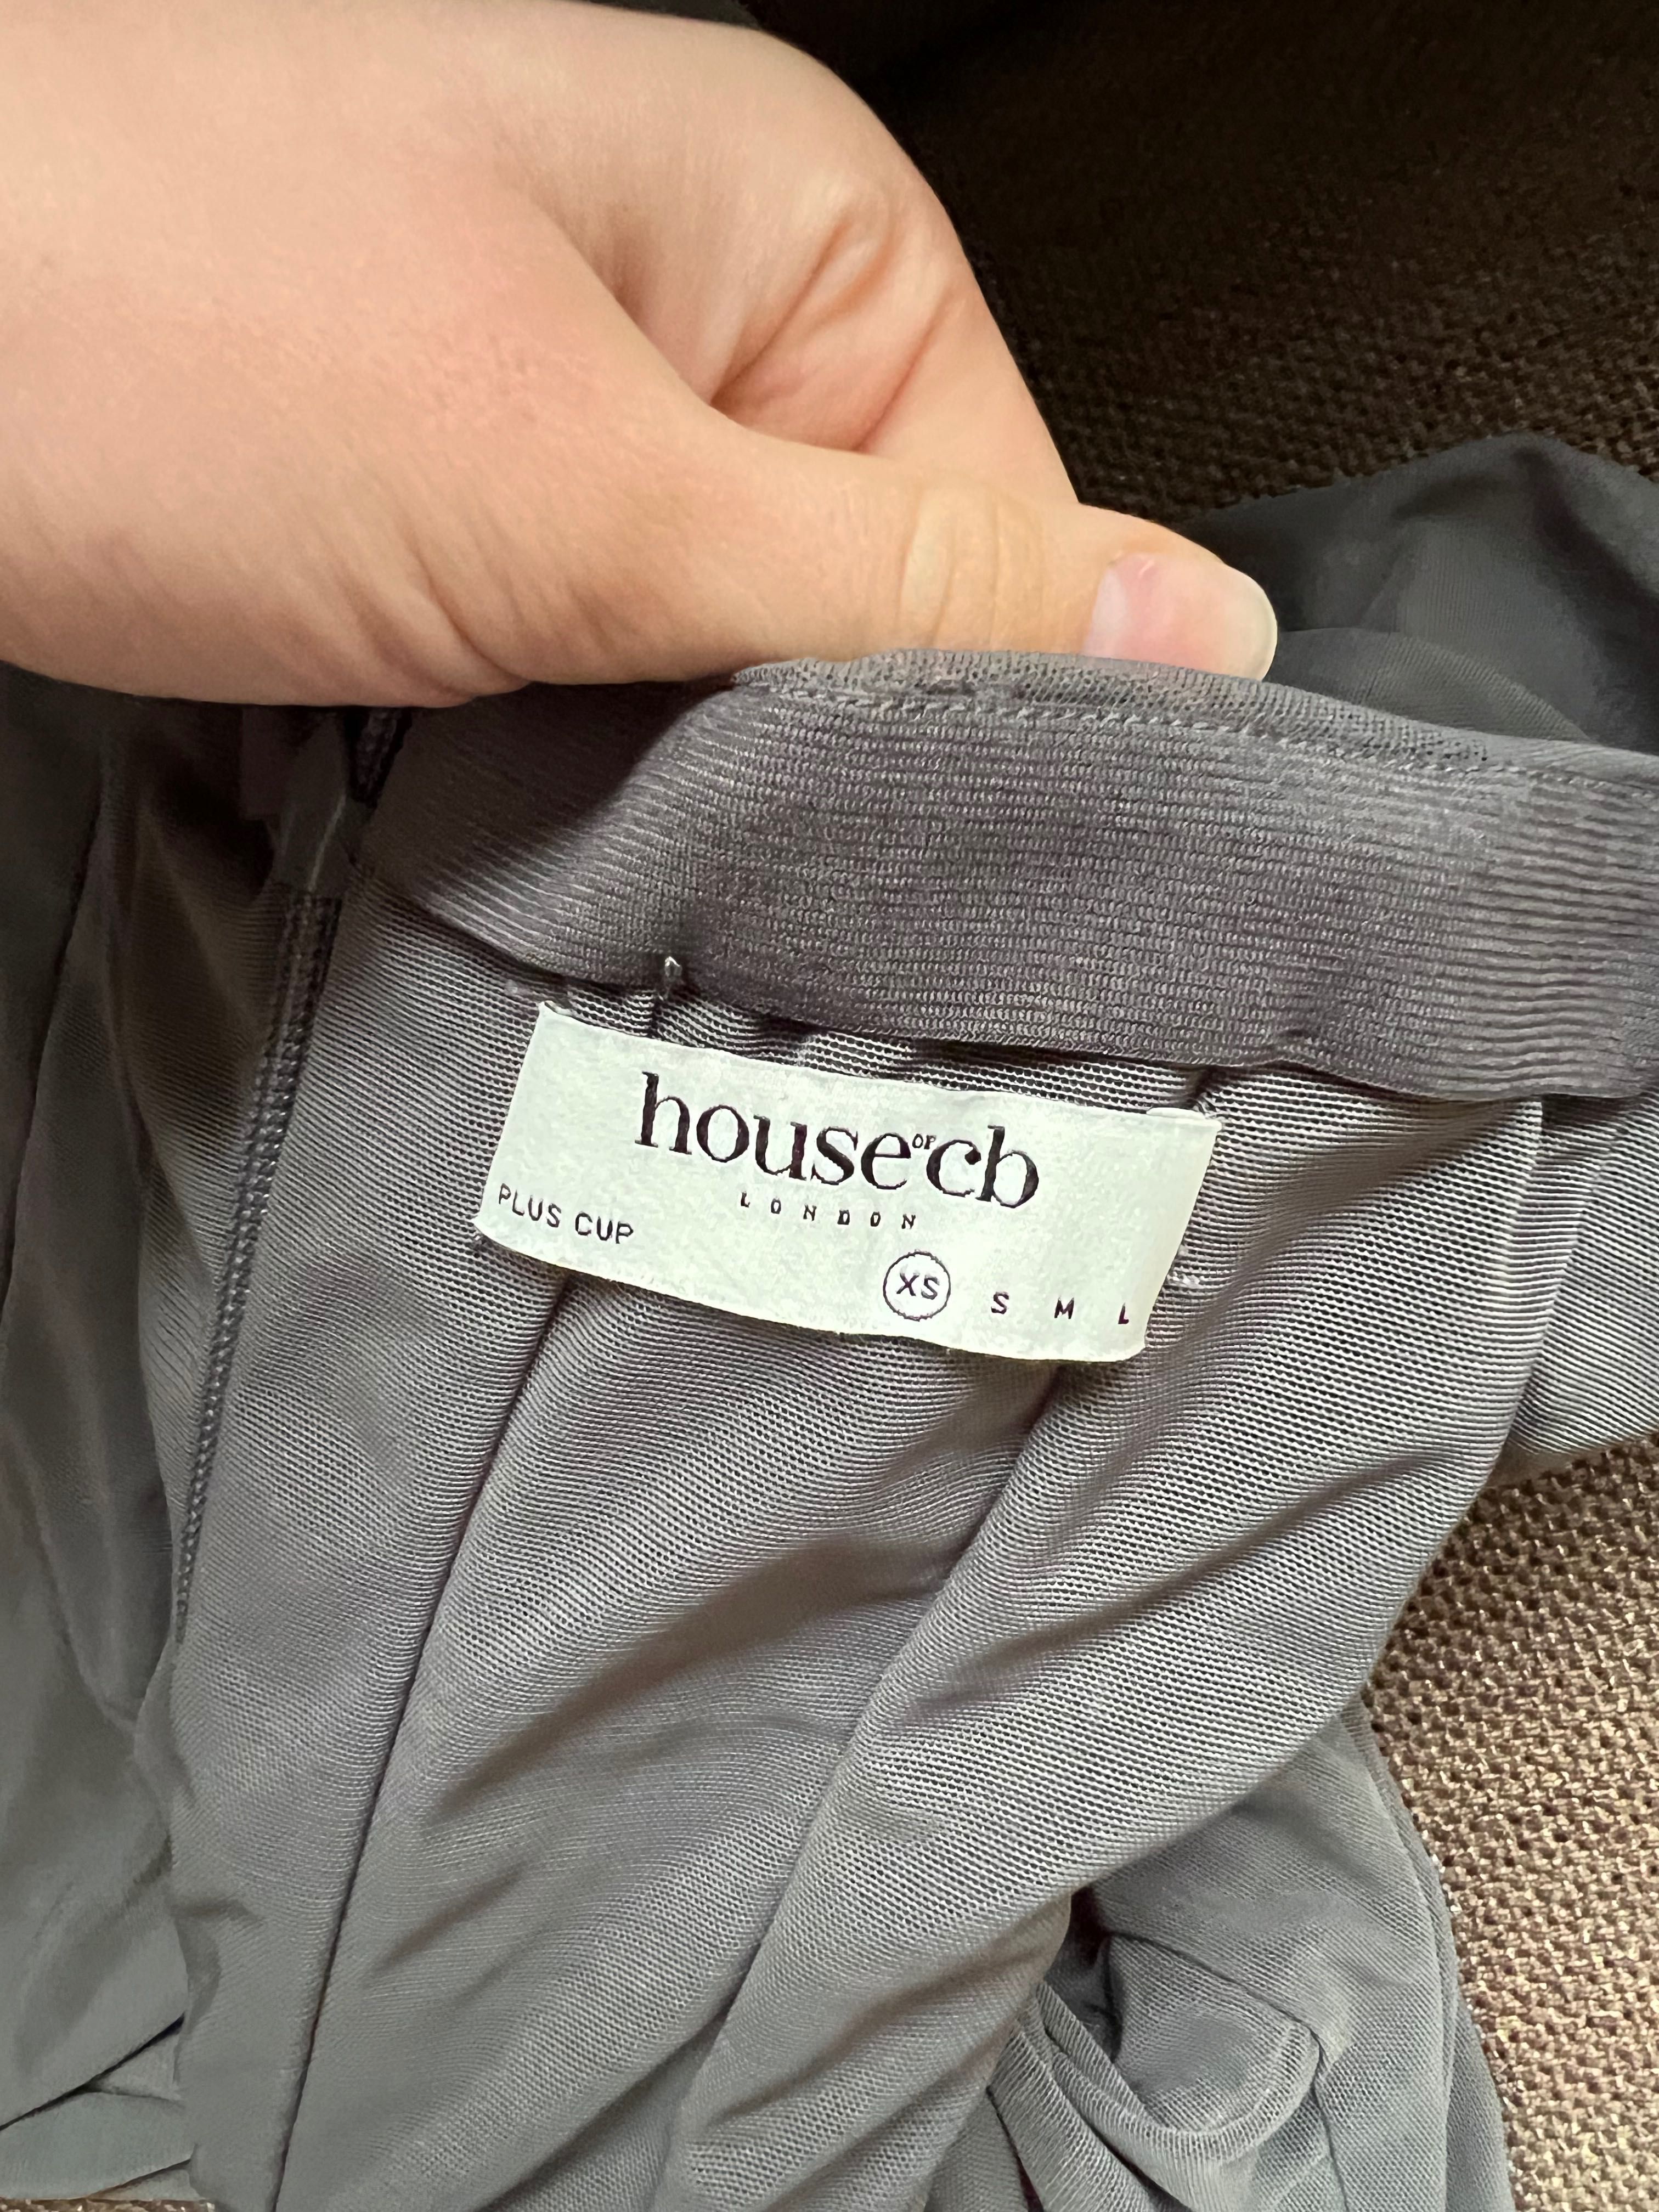 house OF cb
LONDON
PLUS CUP
XS S M L